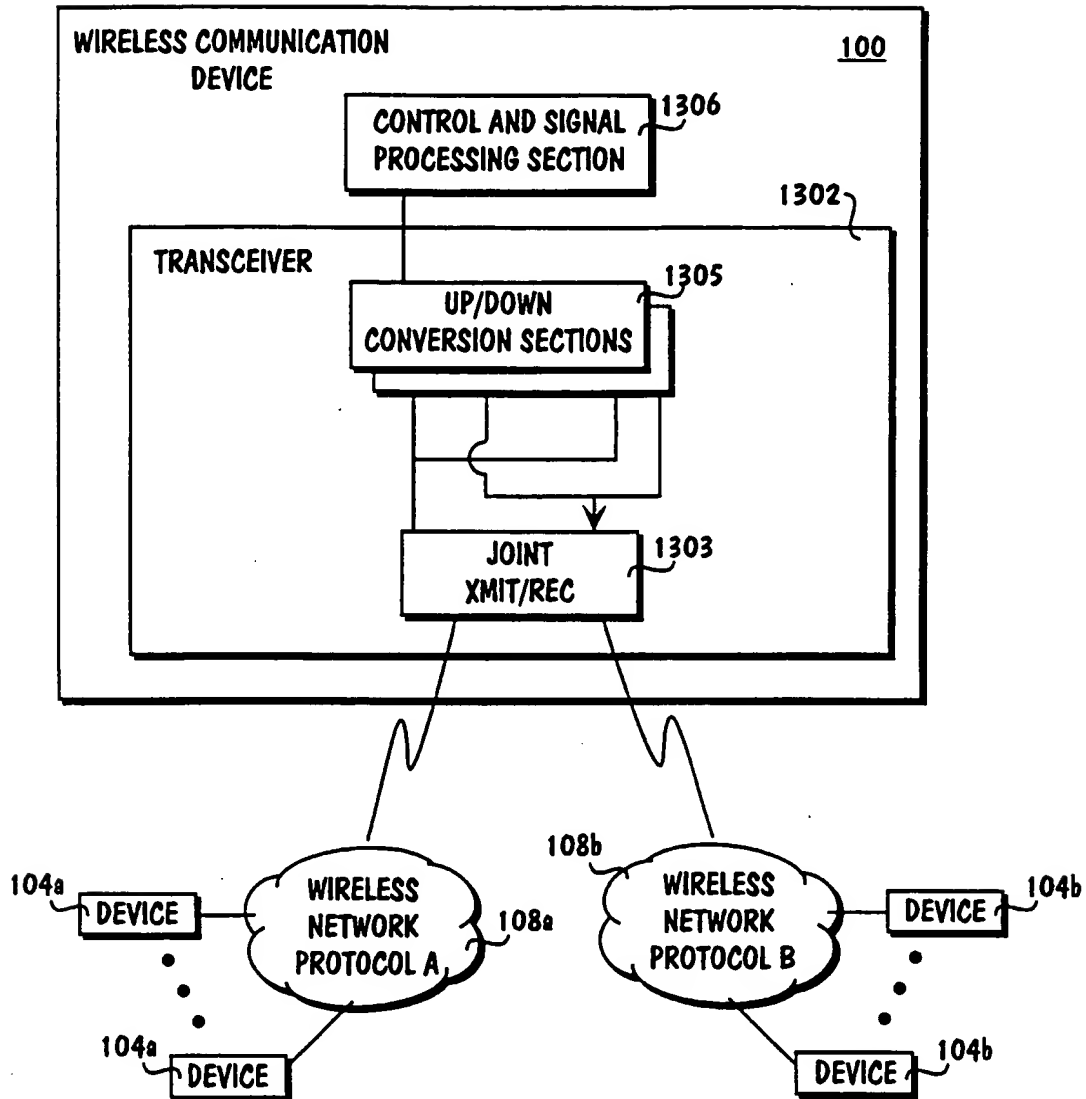 WIRELESS COMMUNICATION
DEVICE
100
CONTROL AND SIGNAL
PROCESSING SECTION
1306
1302
TRANSCEIVER
1305
UP/DOWN
CONVERSION SECTIONS
JOINT
XMIT/REC
1303
104a
DEVICE
WIRELESS
NETWORK
PROTOCOL A
108a
104a
DEVICE
108b
WIRELESS
NETWORK
PROTOCOL B
104b
DEVICE
DEVICE
104b